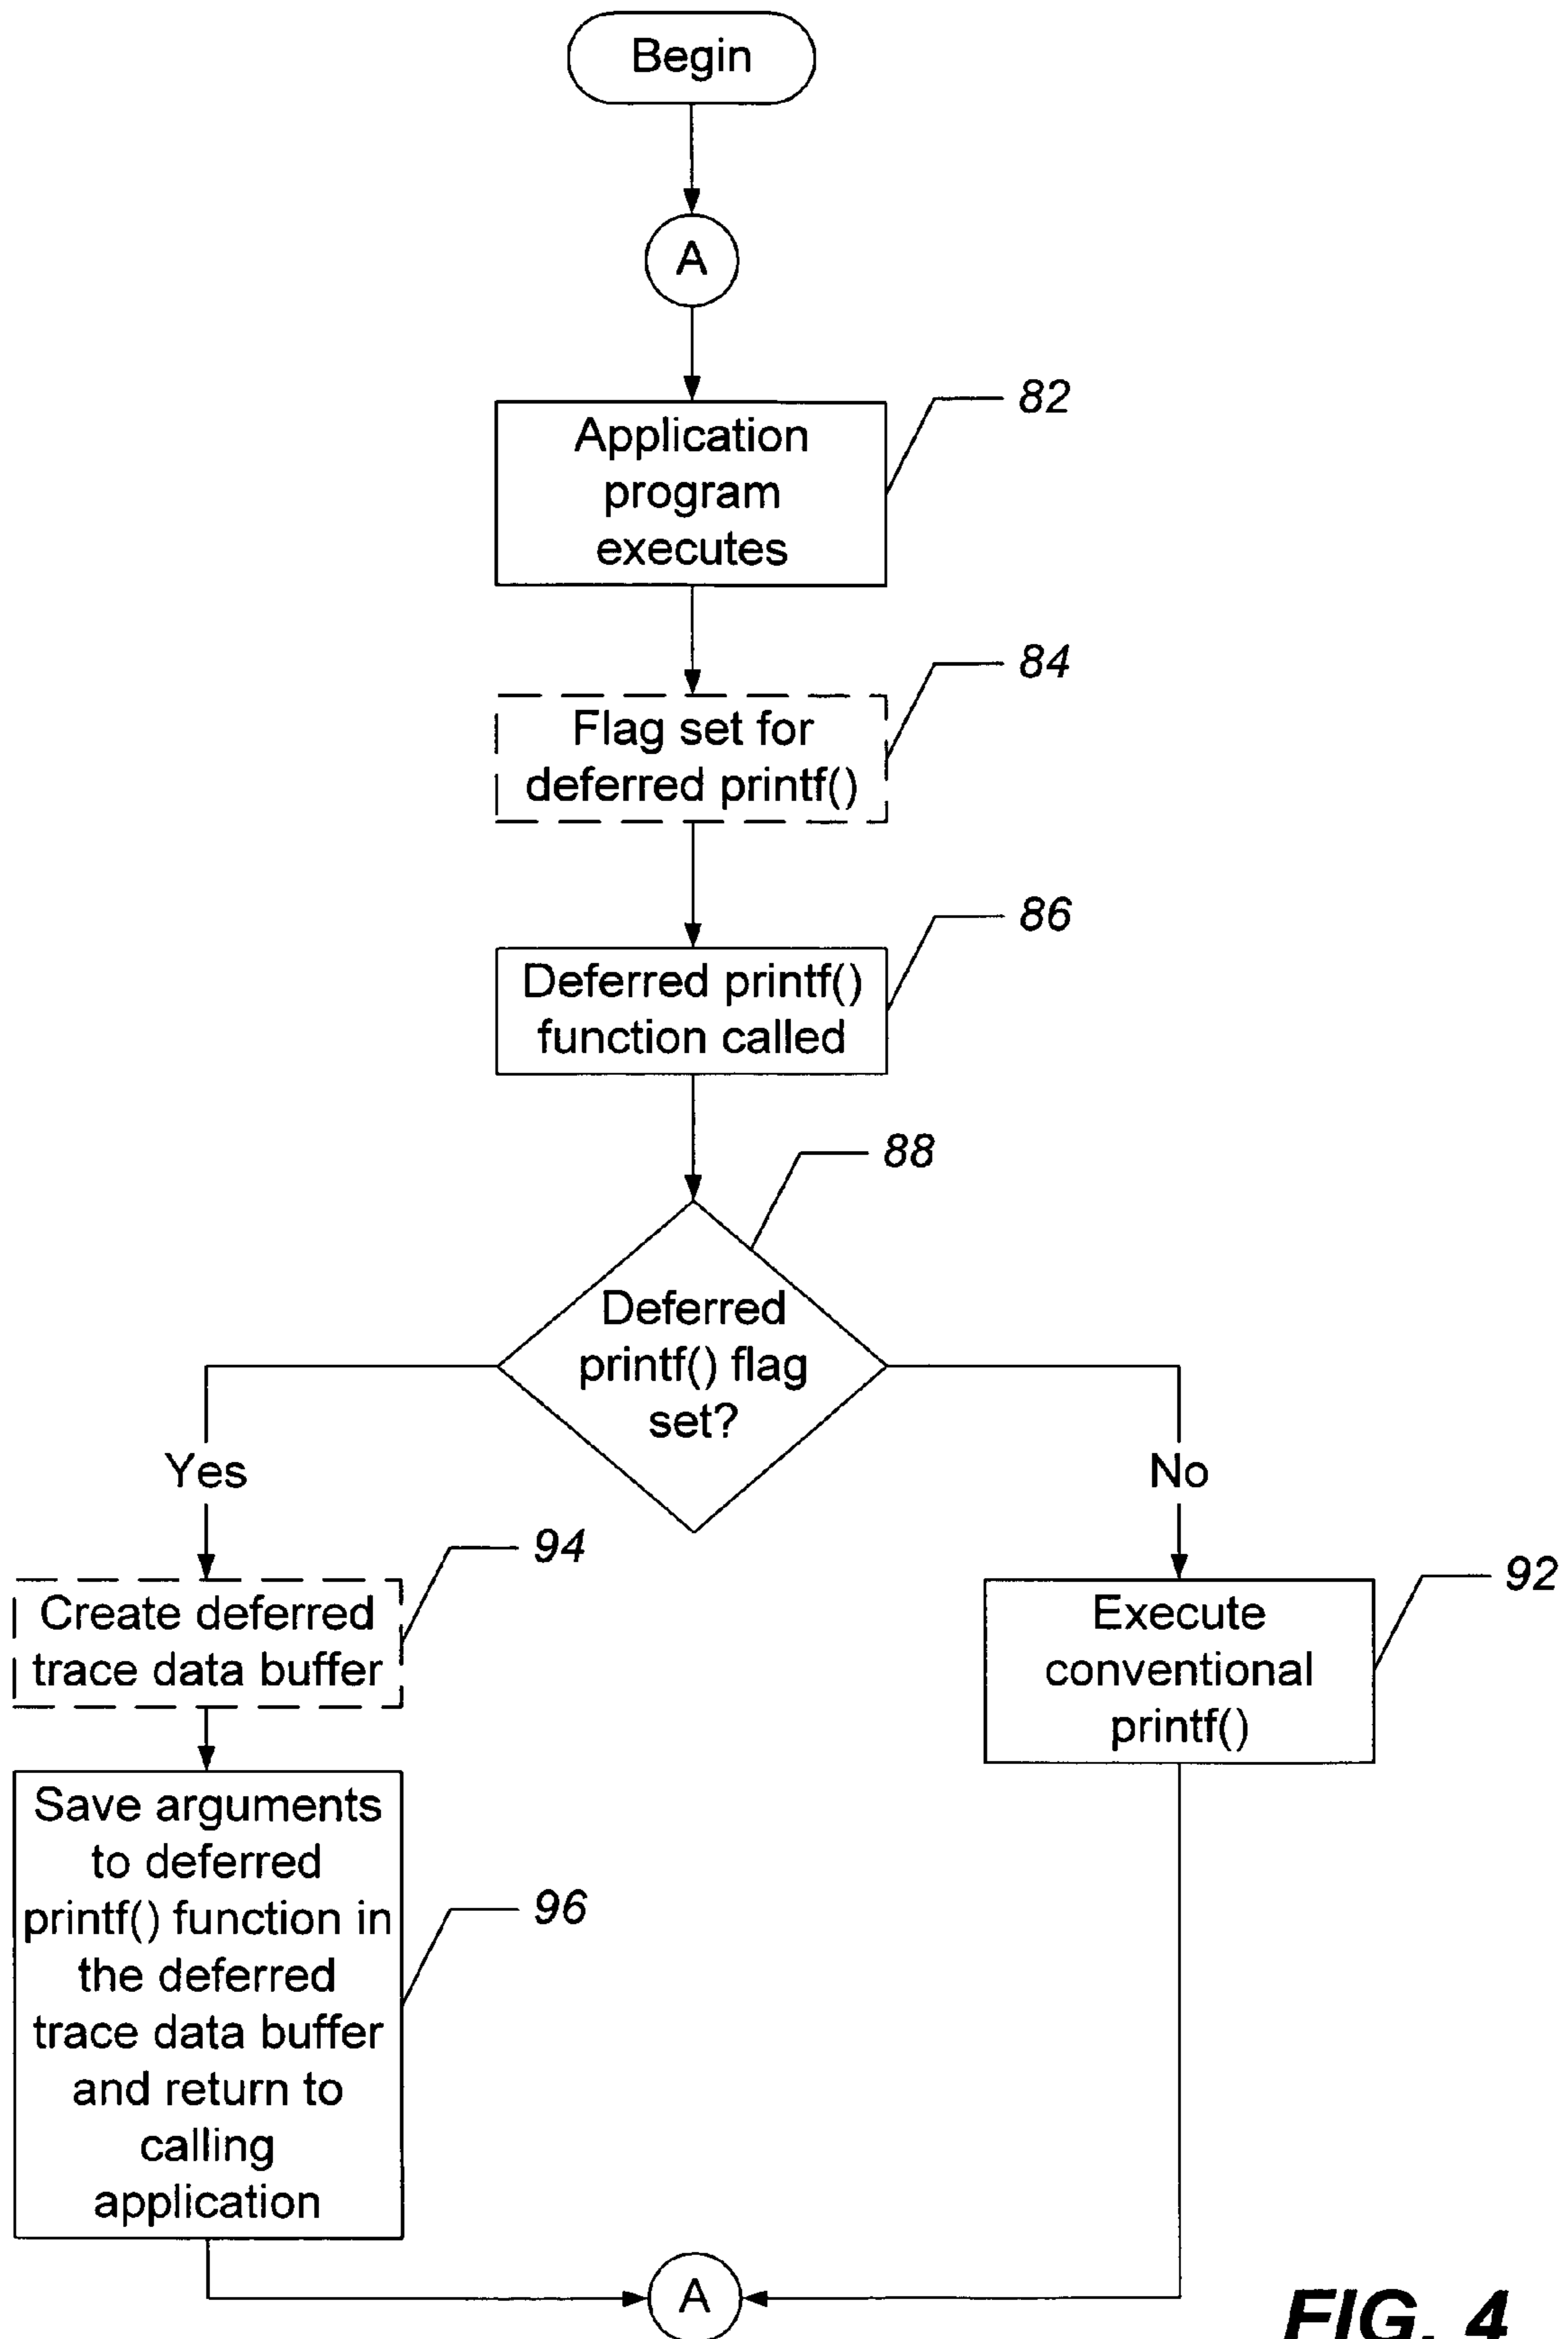 Begin
A
82
Application
program
executes
84
Flag set for
deferred printf()
86
Deferred printf()
function called
88
Deferred
printf() flag
set?
Yes
No
94
Create deferred
trace data buffer
92
Execute
conventional
printf()
Save arguments
to deferred
printf() function in
the deferred
trace data buffer
and return to
calling
application
96
A
FIG. 4